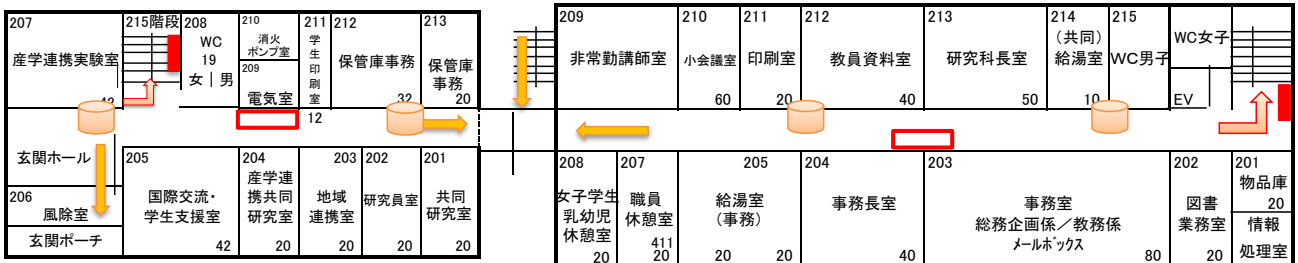 207
産学連携実験室
215階段
208
WC
19
女｜男
210
消火
ポンプ室
209
電気室
211
学
生
印
刷
室
12
212
保管庫事務
32
213
保管庫
事務
20
玄関ホール
206
風除室
玄関ポーチ
205
国際交流・
学生支援室
42
204
産学連
携共同
研究室
20
203
地域
連携室
20
202
研究員室
20
201
共同
研究室
20
209
非常勤講師室
210
小会議室
60
211
印刷室
20
212
教員資料室
40
213
研究科長室
50
214
（共同）
給湯室
10
215
WC男子
WC女子
EV
208
女子学生
乳幼児
休憩室
20
207
職員
休憩室
411
20
205
給湯室
（事務）
20
20
204
事務長室
40
203
事務室
総務企画係／教務係
メールボックス
80
202
図書
業務室
20
201
物品庫
20
情報
処理室